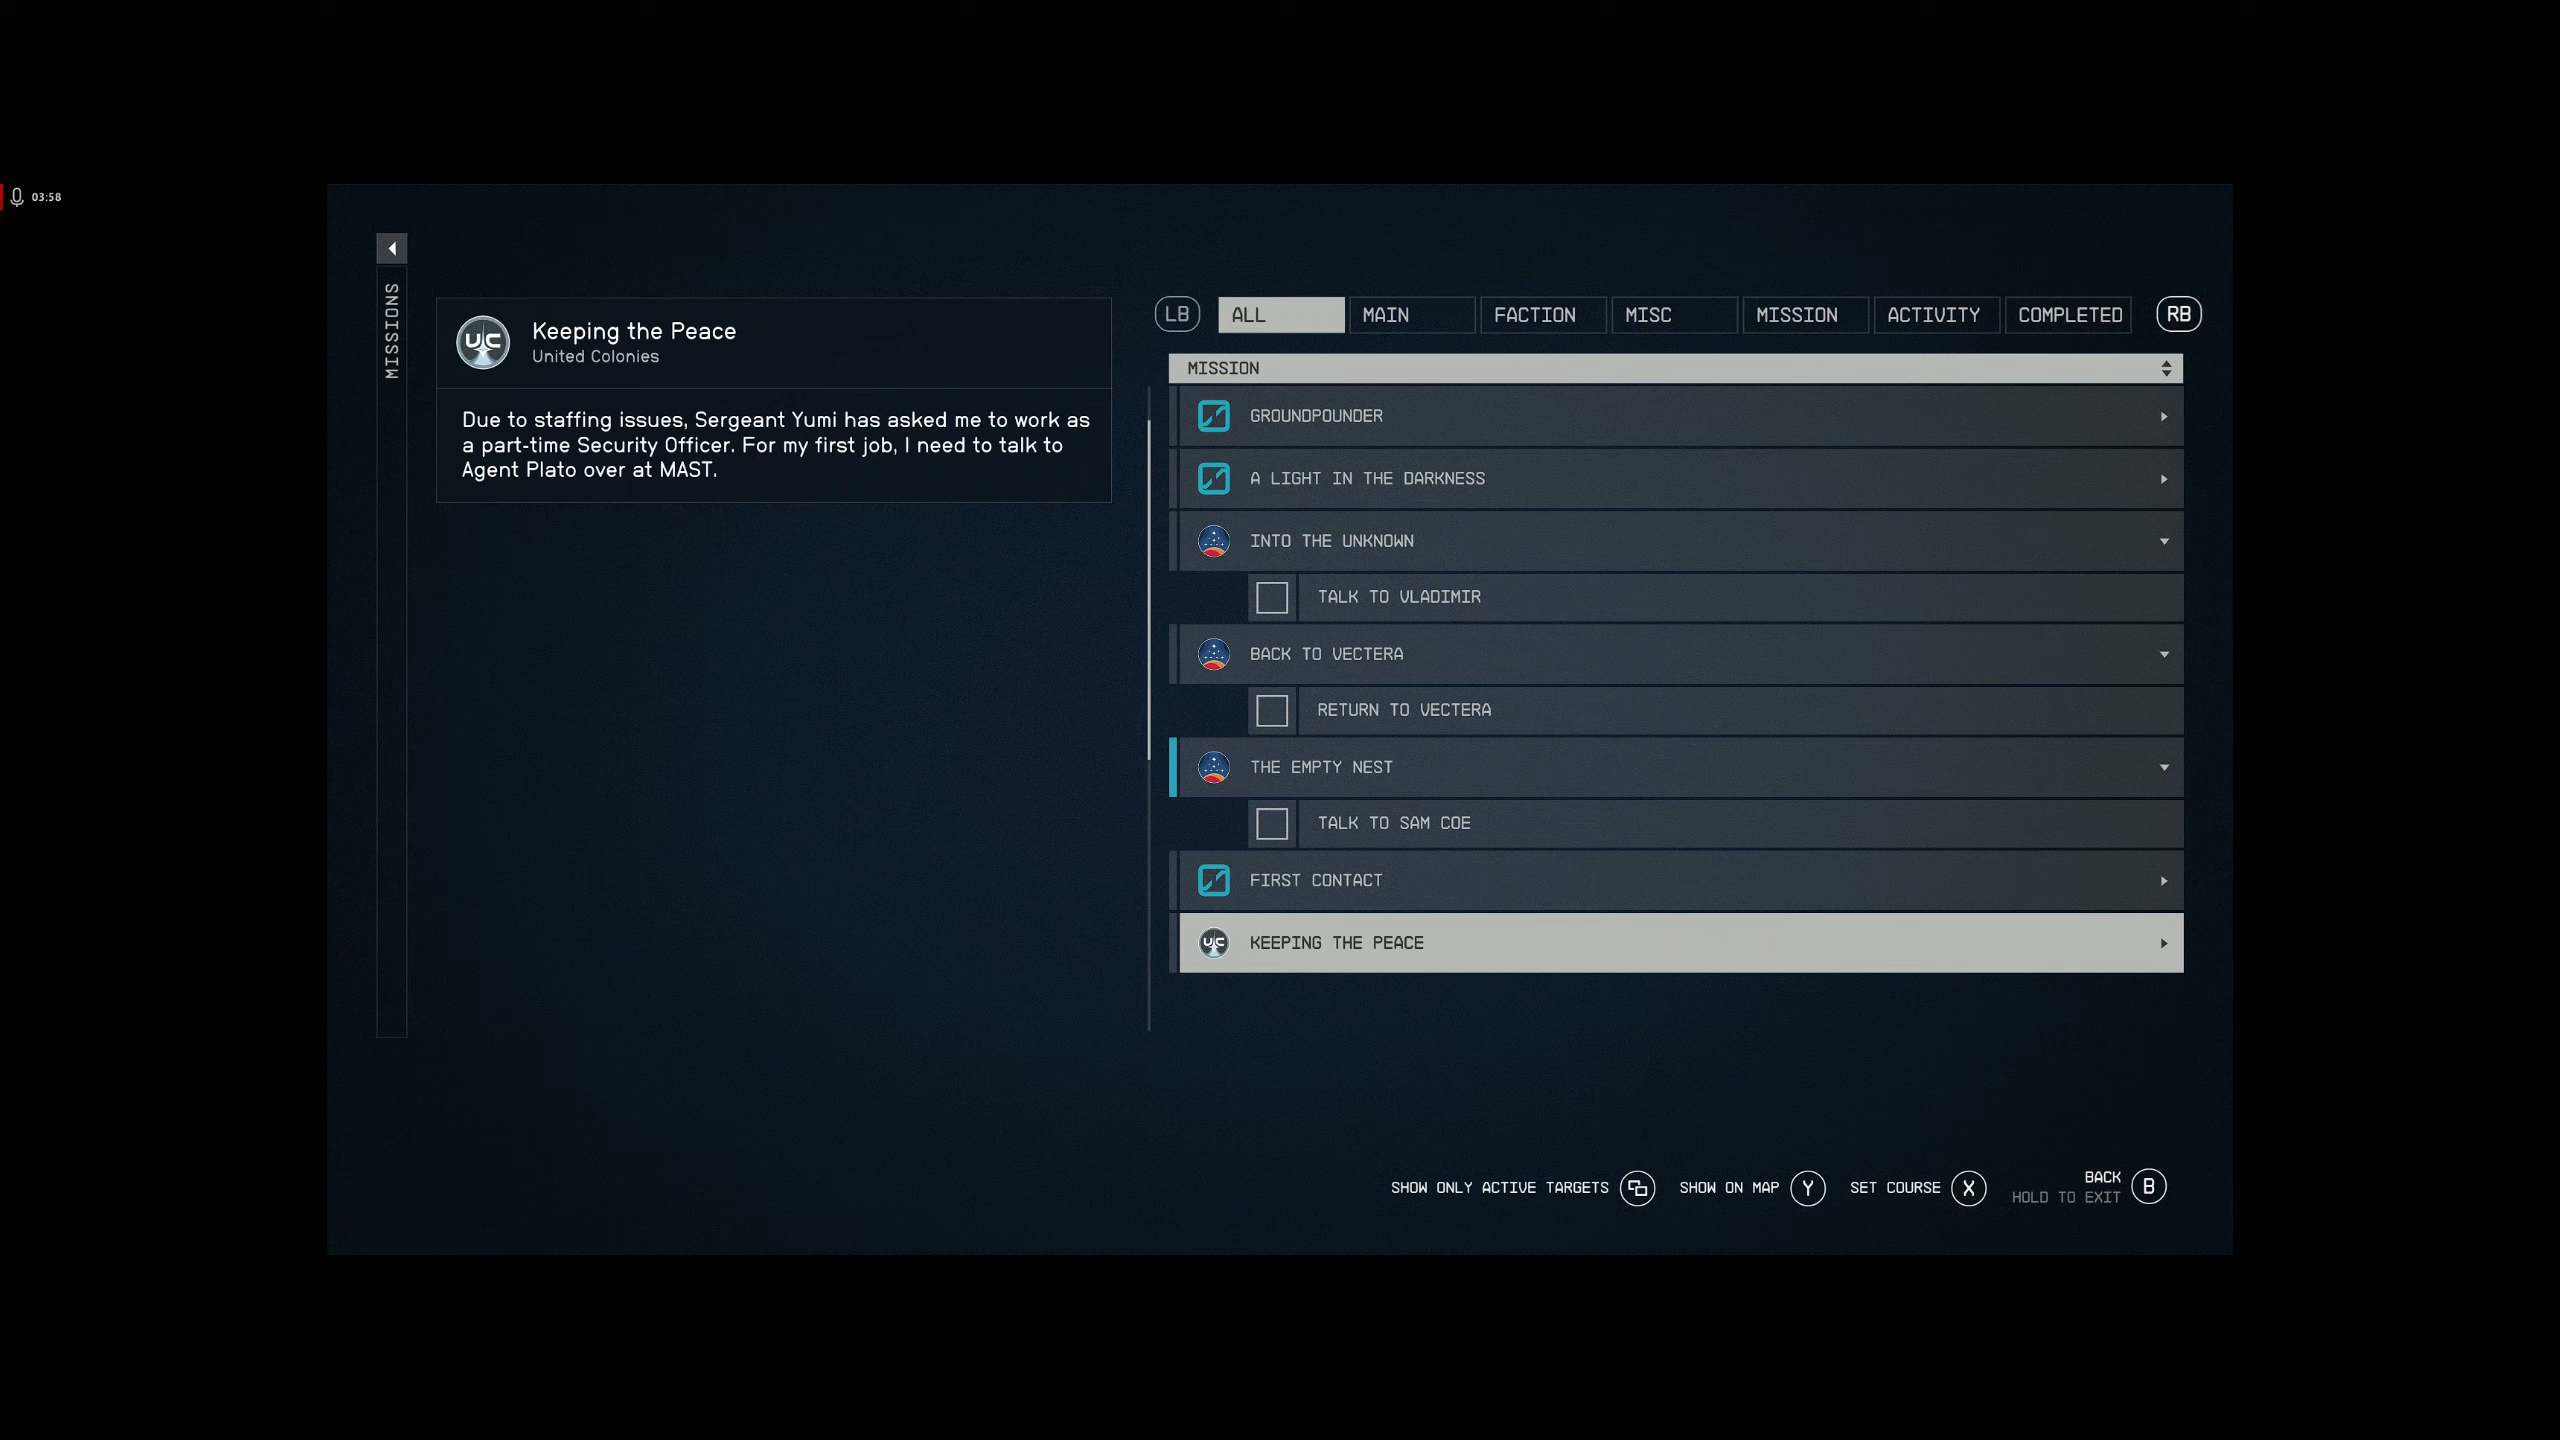 03:58
MISSIONS
UC
Keeping the Peace
United Colonies
Due to staffing issues, Sergeant Yumi has asked me to work as
a part-time Security Officer. For my first job, I need to talk to
Agent Plato over at MAST.
LB
ALL
MAIN
FACTION
MISC
MISSION
ACTIVITY
COMPLETED
RB
MISSION
GROUNDPOUNDER
A LIGHT IN THE DARKNESS
INTO THE UNKNOWN
TALK TO VLADIMIR
BACK TO VECTERA
RETURN TO VECTERA
THE EMPTY NEST
TALK TO SAM COE
FIRST CONTACT
UC
KEEPING THE PEACE
SHOW ONLY ACTIVE TARGETS
SHOW ON MAP Y
SET COURSE X
BACK B
HOLD TO EXIT